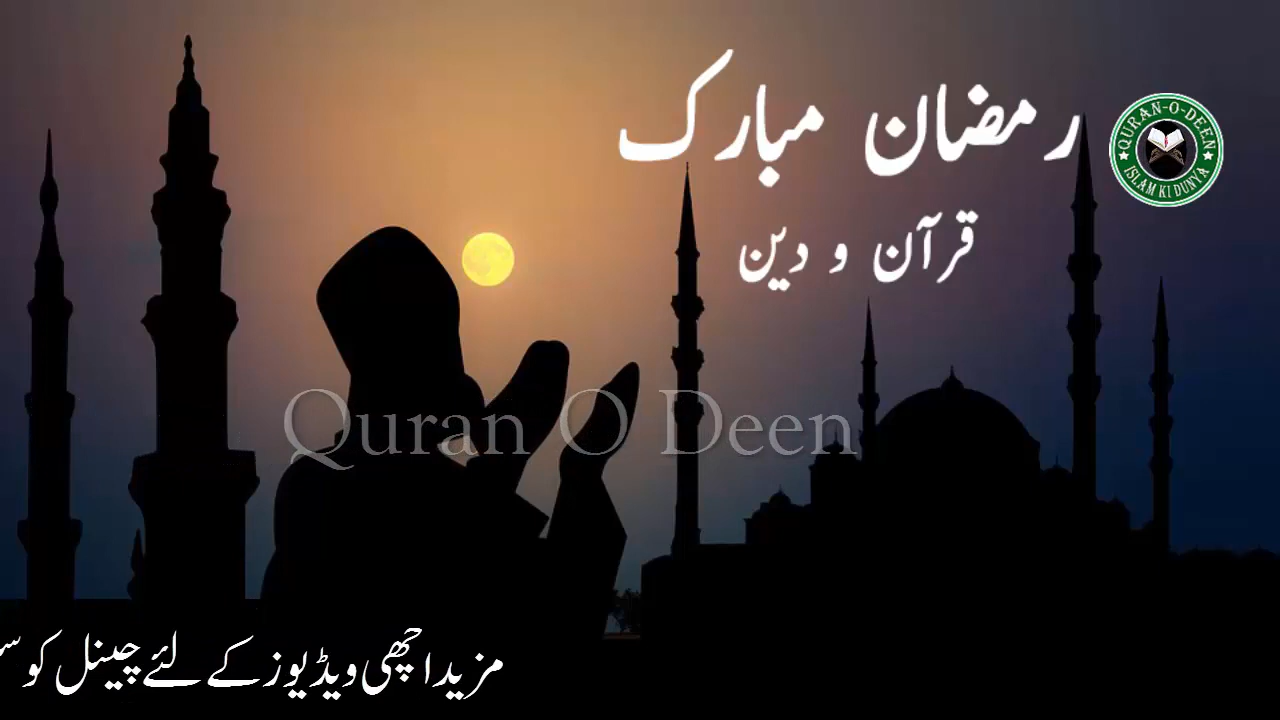 رمضان مبارک
قرآن و دین
QURAN-O-DEEN
ISLAM KI DUNYA
Quran O Deen
مزید اچھی ویڈیوز کے لئے چینل کو